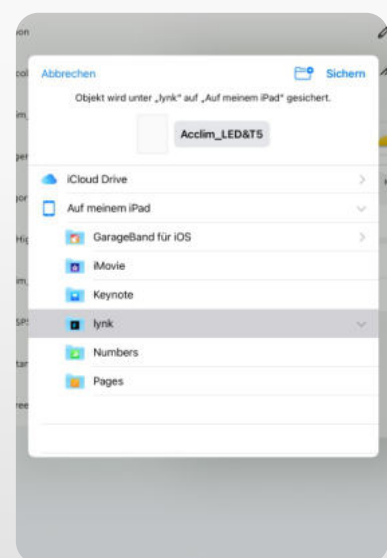 Abbrechen
Sichern
Objekt wird unter „lynk“ auf „Auf meinem iPad“ gesichert.
Acclim_LED&T5
iCloud Drive
Auf meinem iPad
GarageBand für iOS
iMovie
Keynote
lynk
Numbers
Pages